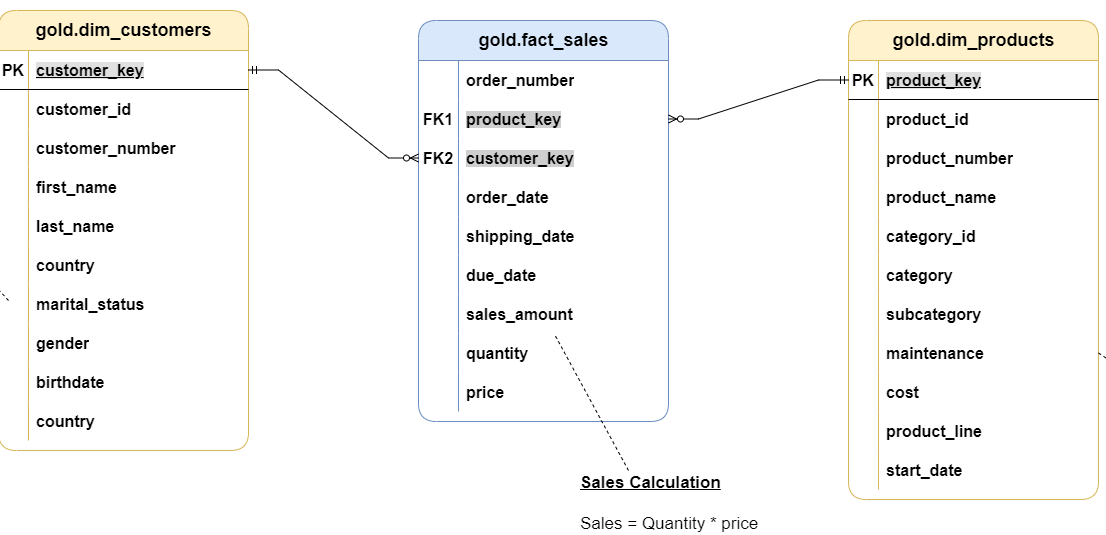 gold.dim_customers
PK customer_key
customer_id
customer_number
first_name
last_name
country
marital_status
gender
birthdate
country
gold.fact_sales
order_number
FK1 product_key
FK2 customer_key
order_date
shipping_date
due_date
sales_amount
quantity
price
Sales Calculation
Sales = Quantity * price
gold.dim_products
PK product_key
product_id
product_number
product_name
category_id
category
subcategory
maintenance
cost
product_line
start_date